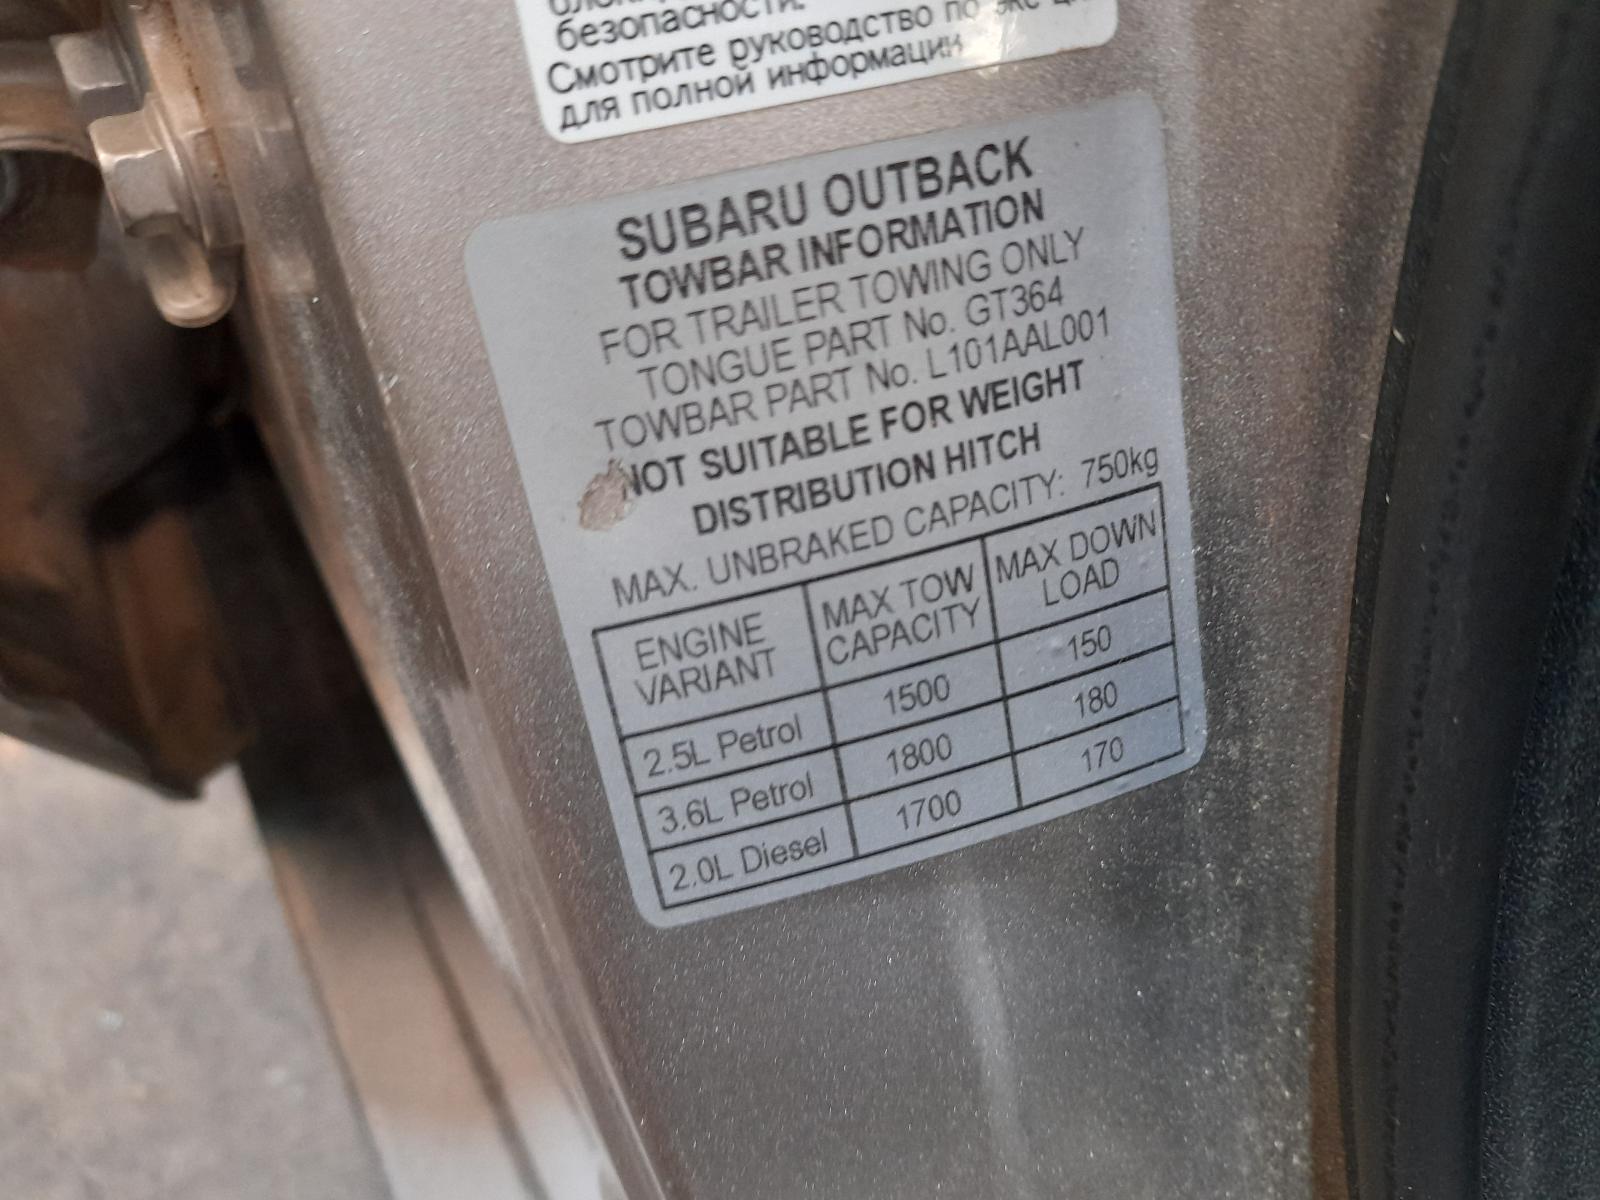 безопасности.
Смотрите руководство по
для полной информации
SUBARU OUTBACK
TOWBAR INFORMATION
FOR TRAILER TOWING ONLY
TONGUE PART No. GT364
TOWBAR PART No. L101AAL001
NOT SUITABLE FOR WEIGHT
DISTRIBUTION HITCH
MAX. UNBRAKED CAPACITY: 750kg
ENGINE VARIANT MAX TOW CAPACITY MAX DOWN LOAD
2.5L Petrol 1500 150
3.6L Petrol 1800 180
2.0L Diesel 1700 170